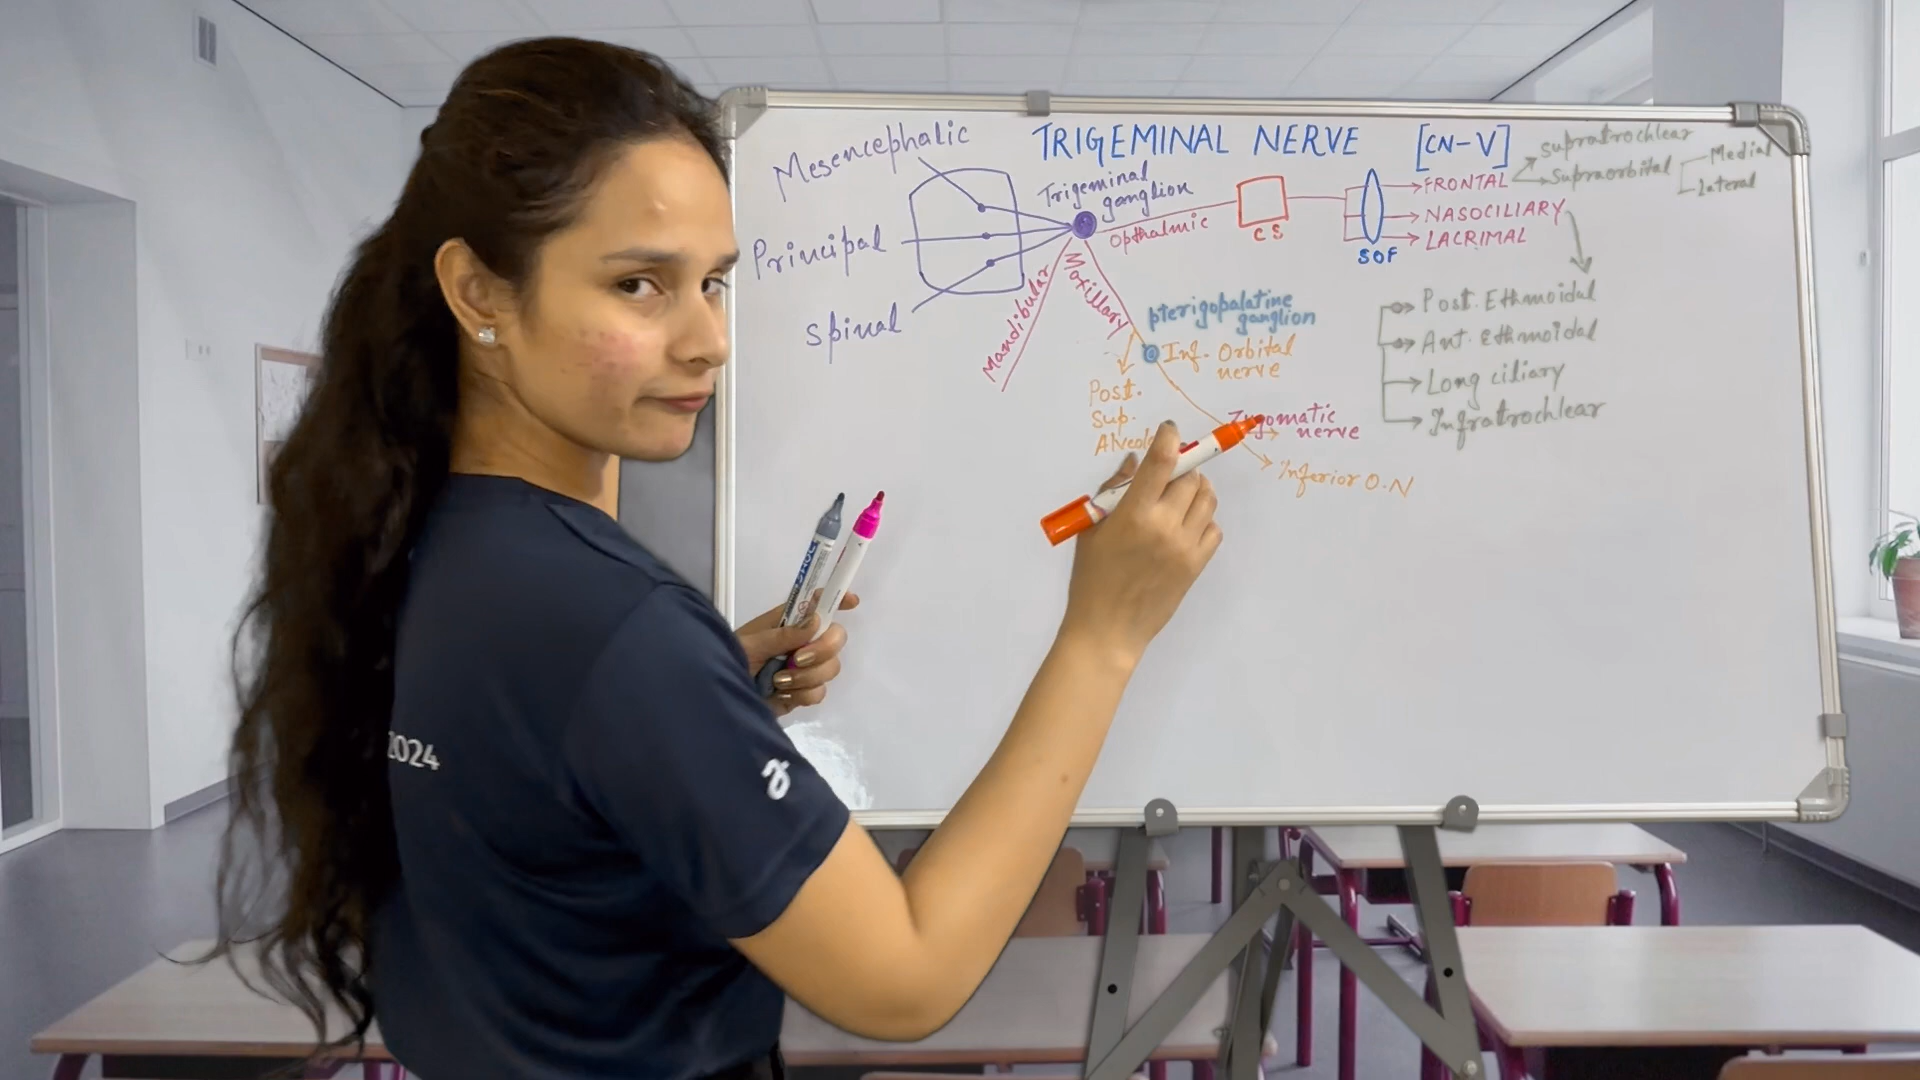 TRIGEMINAL NERVE [CN-V]
Mesencephalic
Principal
Spinal
Trigeminal
ganglion
Opthalmic
Maxillary
Mandibular
CS
SOF
FRONTAL
NASOCILIARY
LACRIMAL
Supratrochlear
Supraorbital
Medial
Lateral
Post. Ethmoidal
Ant. Ethmoidal
Long ciliary
Infratrochlear
pterigopalatine
ganglion
Inf. Orbital
nerve
Post.
Sup.
nerve
Inferior O.N
2024